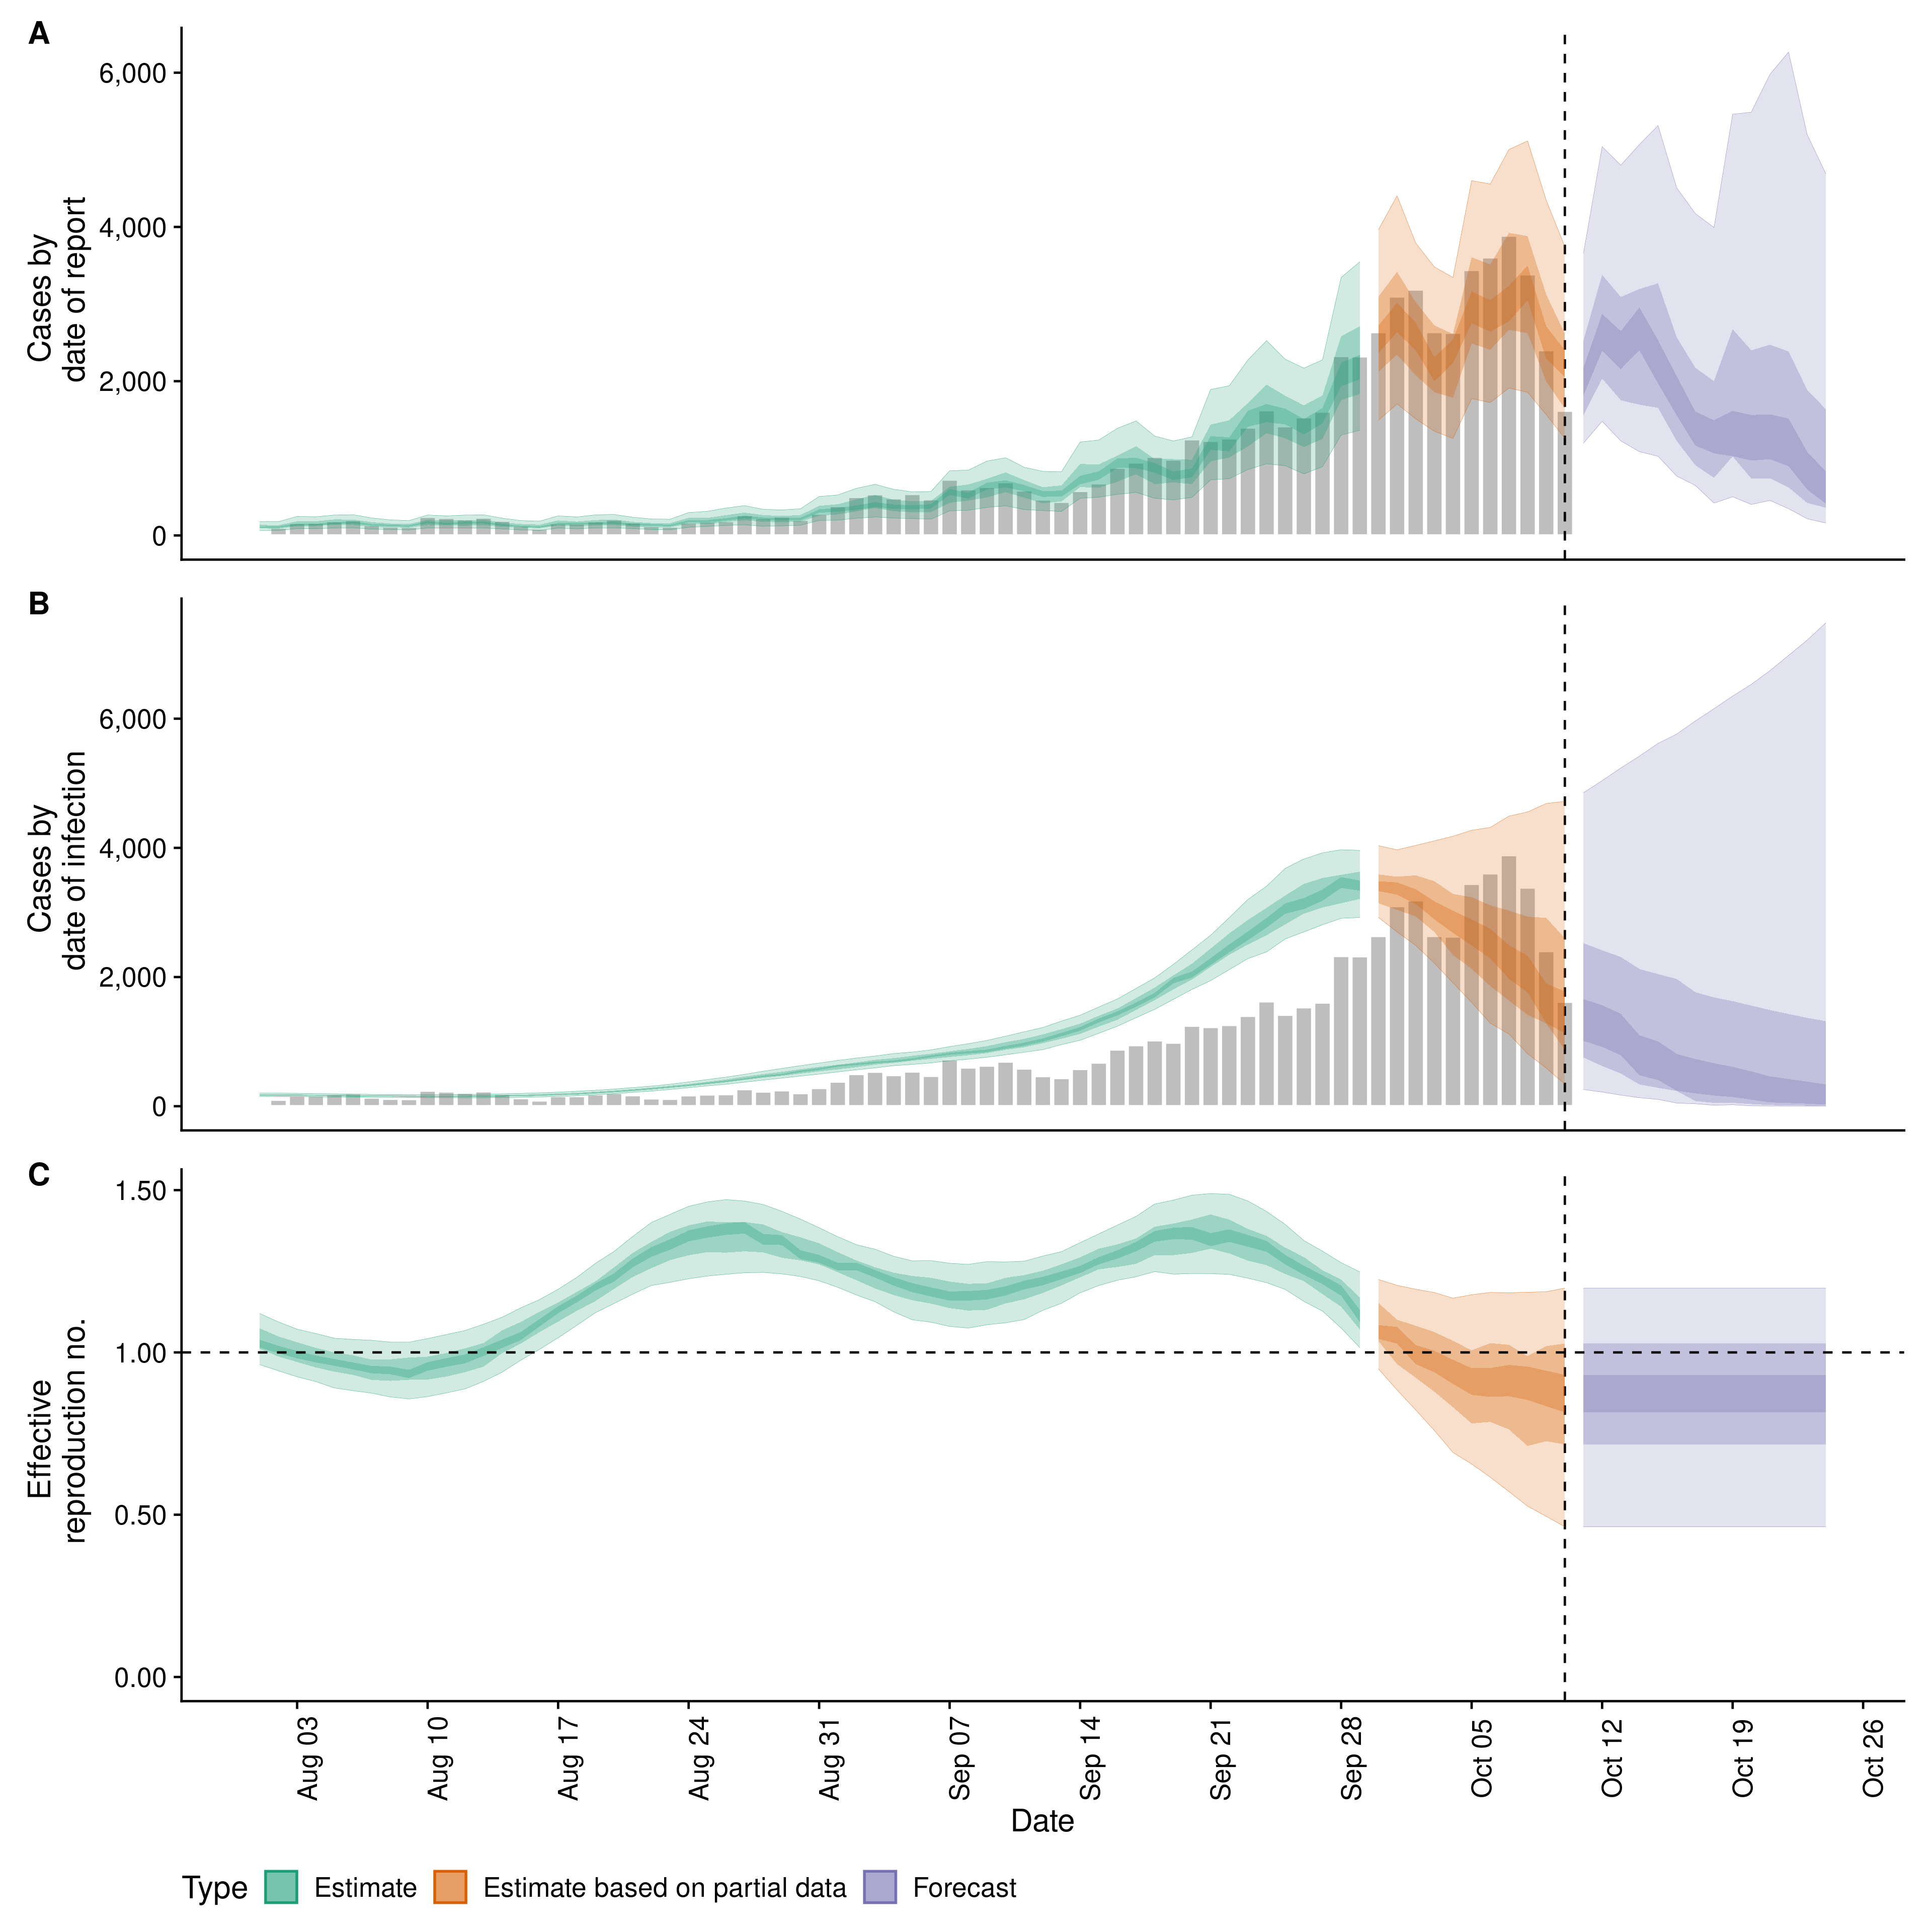 A
Cases by
date of report
6,000
4,000
2,000
0
B
Cases by
date of infection
6,000
4,000
2,000
0
C
Effective
reproduction no.
1.50
1.00
0.50
0.00
Aug 03
Aug 10
Aug 17
Aug 24
Aug 31
Sep 07
Sep 14
Sep 21
Sep 28
Oct 05
Oct 12
Oct 19
Oct 26
Date
Type Estimate Estimate based on partial data Forecast